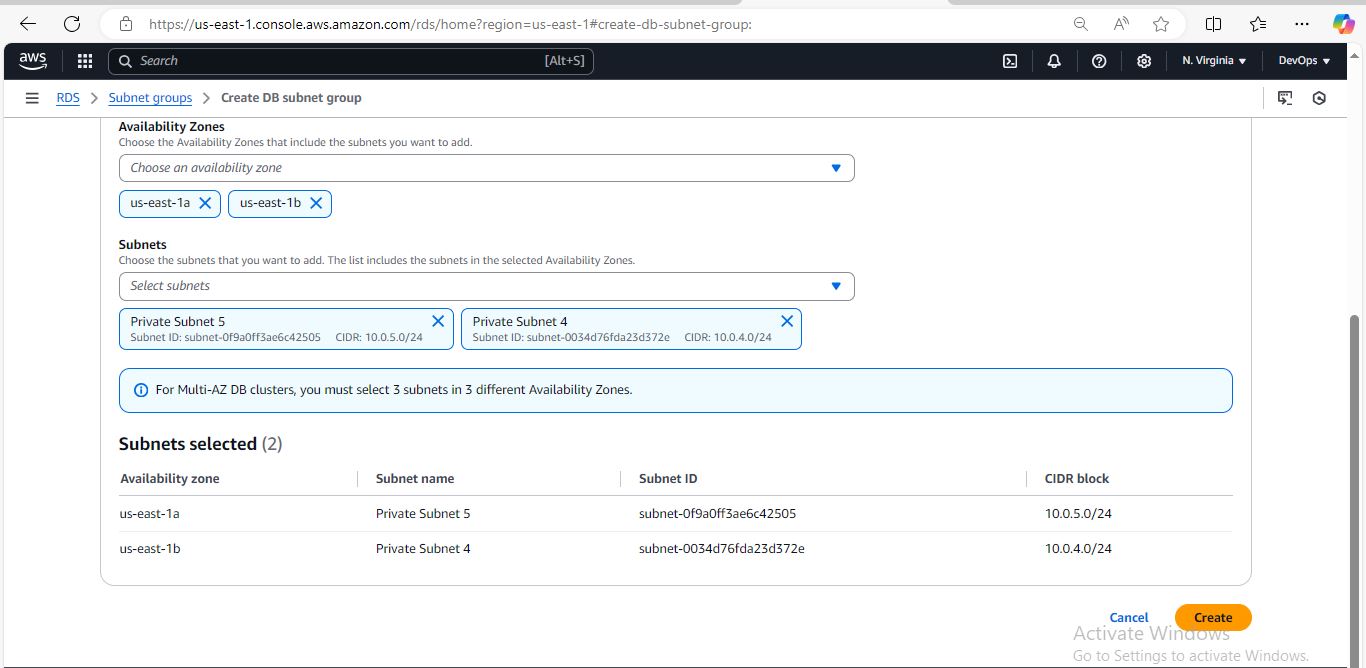 https://us-east-1.console.aws.amazon.com/rds/home?region=us-east-1#create-db-subnet-group:
aws Search [Alt+S] N. Virginia DevOps
RDS Subnet groups Create DB subnet group
Availability Zones
Choose the Availability Zones that include the subnets you want to add.
Choose an availability zone
us-east-1a us-east-1b
Subnets
Choose the subnets that you want to add. The list includes the subnets in the selected Availability Zones.
Select subnets
Private Subnet 5 Private Subnet 4
Subnet ID: subnet-0f9a0ff3ae6c42505 CIDR: 10.0.5.0/24 Subnet ID: subnet-0034d76fda23d372e CIDR: 10.0.4.0/24
For Multi-AZ DB clusters, you must select 3 subnets in 3 different Availability Zones.
Subnets selected (2)
Availability zone Subnet name Subnet ID CIDR block
us-east-1a Private Subnet 5 subnet-0f9a0ff3ae6c42505 10.0.5.0/24
us-east-1b Private Subnet 4 subnet-0034d76fda23d372e 10.0.4.0/24
Cancel Create
Activate Windows
Go to Settings to activate Windows.